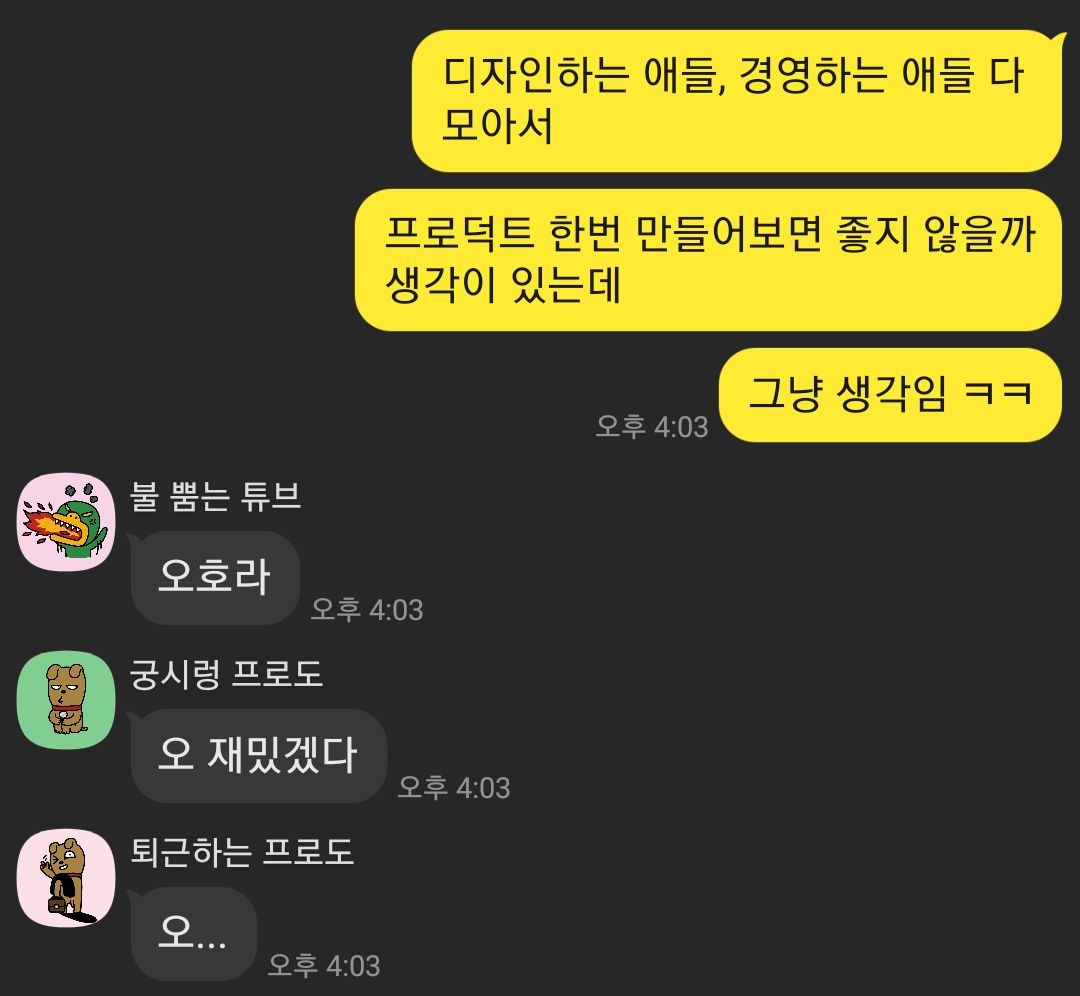 디자인하는 애들, 경영하는 애들 다
모아서
프로덕트 한번 만들어보면 좋지 않을까
생각이 있는데
그냥 생각임 ㅋㅋ
오후 4:03
불 뿜는 튜브
오호라
오후 4:03
궁시렁 프로도
오 재밌겠다
오후 4:03
퇴근하는 프로도
오...
오후 4:03